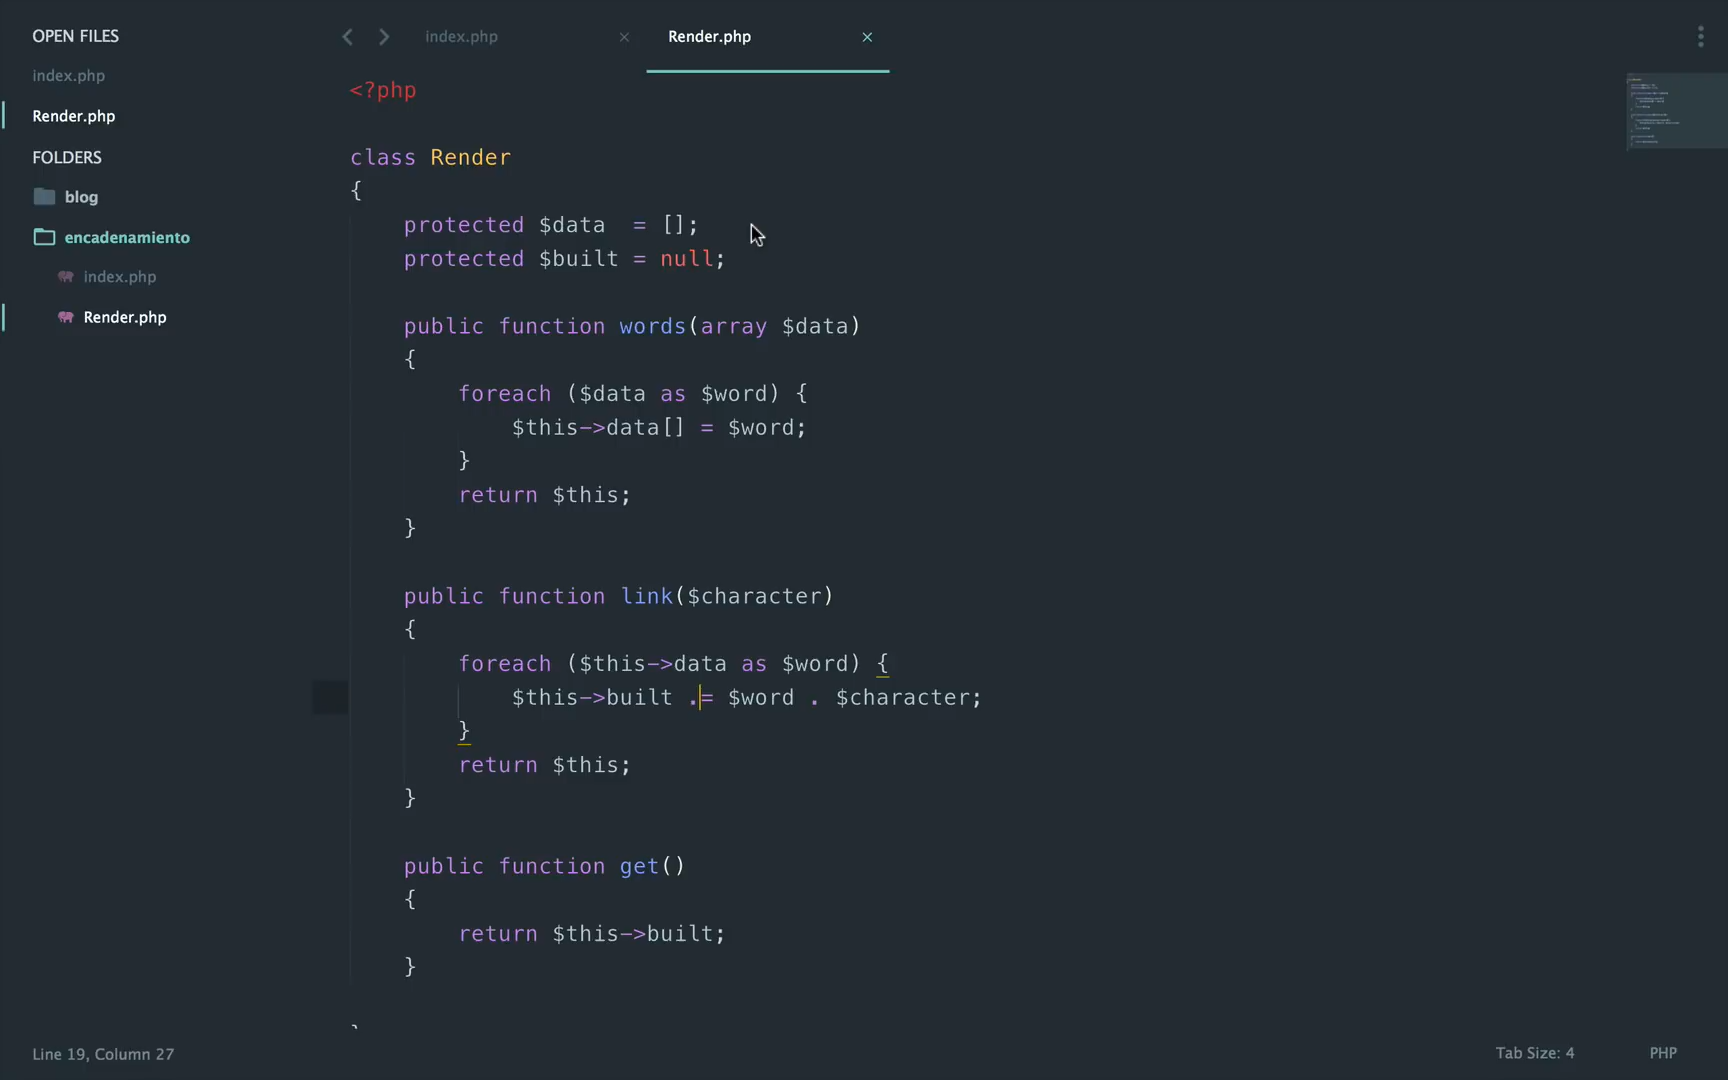 OPEN FILES
index.php
Render.php
FOLDERS
blog
encadenamiento
index.php
Render.php
index.php ×
Render.php ×
<?php
class Render
{
    protected $data  = [];
    protected $built = null;
    public function words(array $data)
    {
        foreach ($data as $word) {
            $this->data[] = $word;
        }
        return $this;
    }
    public function link($character)
    {
        foreach ($this->data as $word) {
            $this->built .= $word . $character;
        }
        return $this;
    }
    public function get()
    {
        return $this->built;
    }
Line 19, Column 27
Tab Size: 4
PHP